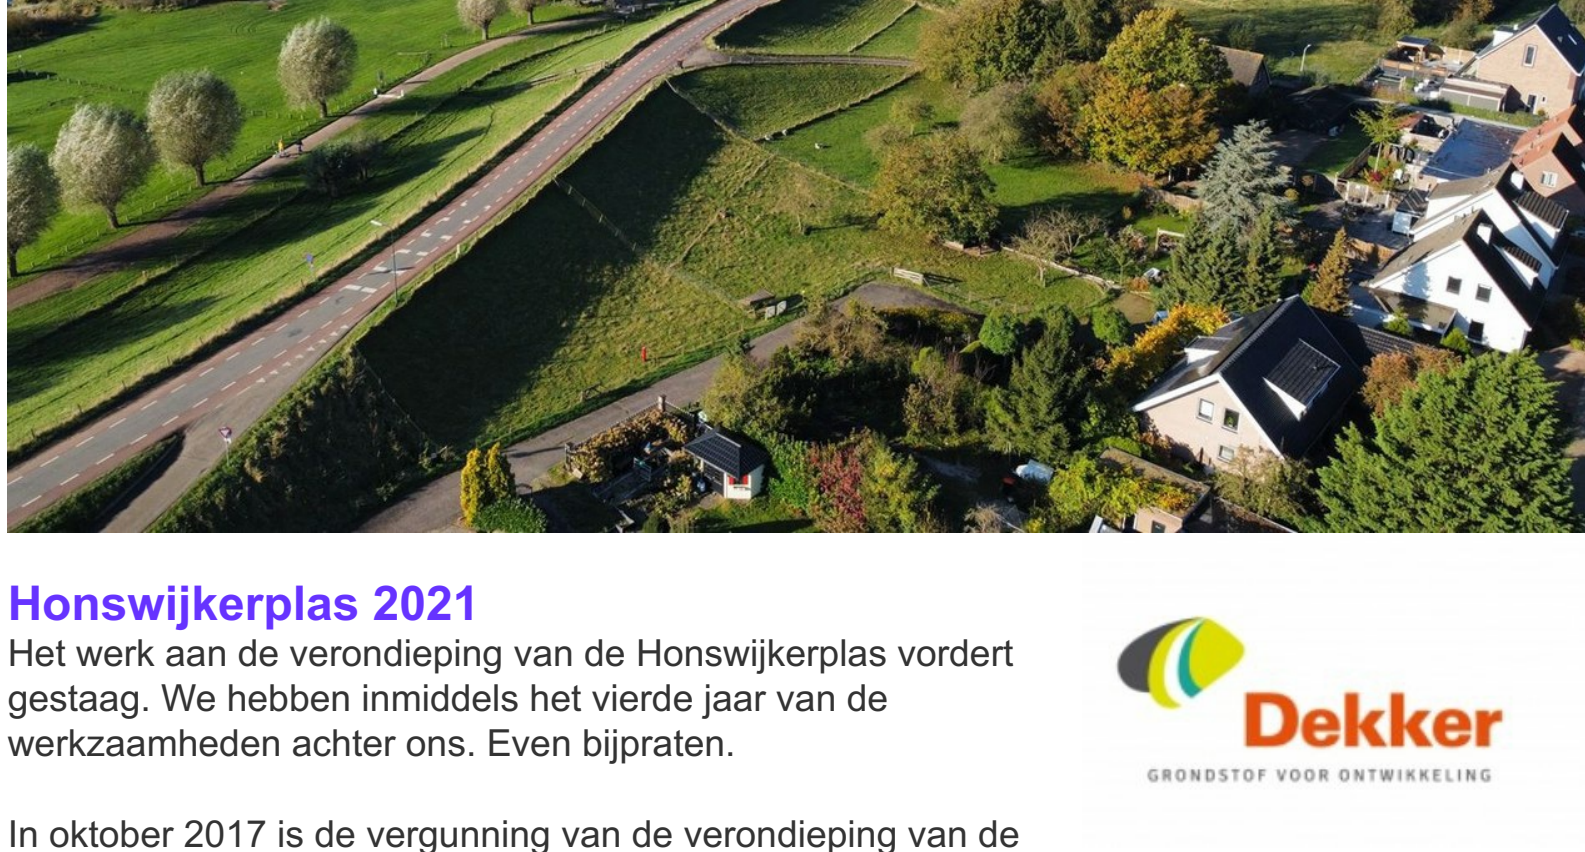 Honswijkerplas 2021
Het werk aan de verondieping van de Honswijkerplas vordert
gestaag. We hebben inmiddels het vierde jaar van de
werkzaamheden achter ons. Even bijpraten.
In oktober 2017 is de vergunning van de verondieping van de
Dekker
GRONDSTOF VOOR ONTWIKKELING